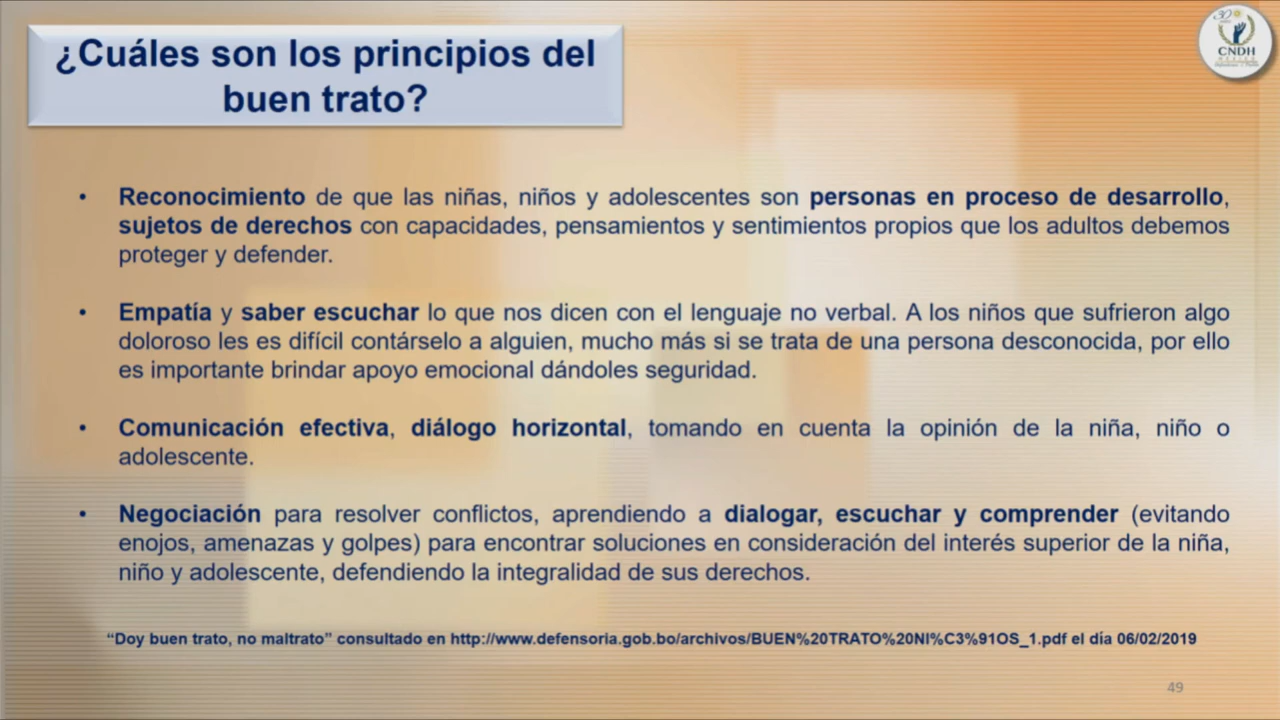 ¿Cuáles son los principios del
buen trato?
CNDH
MÉXICO
• Reconocimiento de que las niñas, niños y adolescentes son personas en proceso de desarrollo,
sujetos de derechos con capacidades, pensamientos y sentimientos propios que los adultos debemos
proteger y defender.
• Empatía y saber escuchar lo que nos dicen con el lenguaje no verbal. A los niños que sufrieron algo
doloroso les es difícil contárselo a alguien, mucho más si se trata de una persona desconocida, por ello
es importante brindar apoyo emocional dándoles seguridad.
• Comunicación efectiva, diálogo horizontal, tomando en cuenta la opinión de la niña, niño o
adolescente.
• Negociación para resolver conflictos, aprendiendo a dialogar, escuchar y comprender (evitando
enojos, amenazas y golpes) para encontrar soluciones en consideración del interés superior de la niña,
niño y adolescente, defendiendo la integralidad de sus derechos.
“Doy buen trato, no maltrato” consultado en http://www.defensoria.gob.bo/archivos/BUEN%20TRATO%20NI%C3%91OS_1.pdf el día 06/02/2019
49